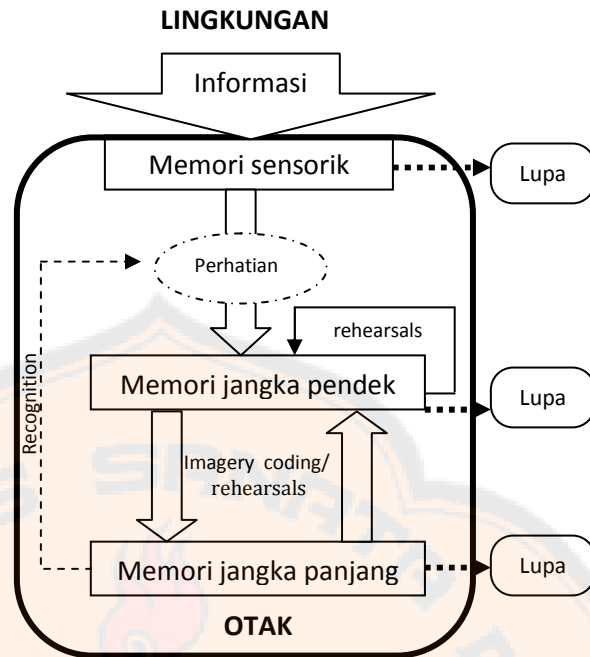 LINGKUNGAN
Informasi
Memori sensorik
Lupa
Perhatian
rehearsals
Recognition
Memori jangka pendek
Lupa
Imagery coding/
rehearsals
Memori jangka panjang
Lupa
OTAK
S SANATA D